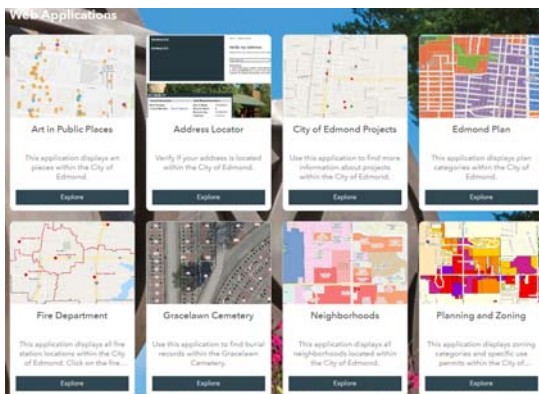 Web Applications
Art in Public Places
This application displays art
pieces within the City of
Edmond.
Explore
Address Locator
Verify if your address is located
within the City of Edmond.
Explore
City of Edmond Projects
Use this application to find more
information about projects
within the City of Edmond.
Explore
Edmond Plan
This application displays plan
categories within the City of
Edmond.
Explore
Fire Department
This application displays all fire
station locations within the City
of Edmond. Click on the fire...
Explore
Gracelawn Cemetery
Use this application to find burial
records within the Gracelawn
Cemetery.
Explore
Neighborhoods
This application displays all
neighborhoods located within
the City of Edmond.
Explore
Planning and Zoning
This application displays zoning
categories and specific use
permits within the City of...
Explore